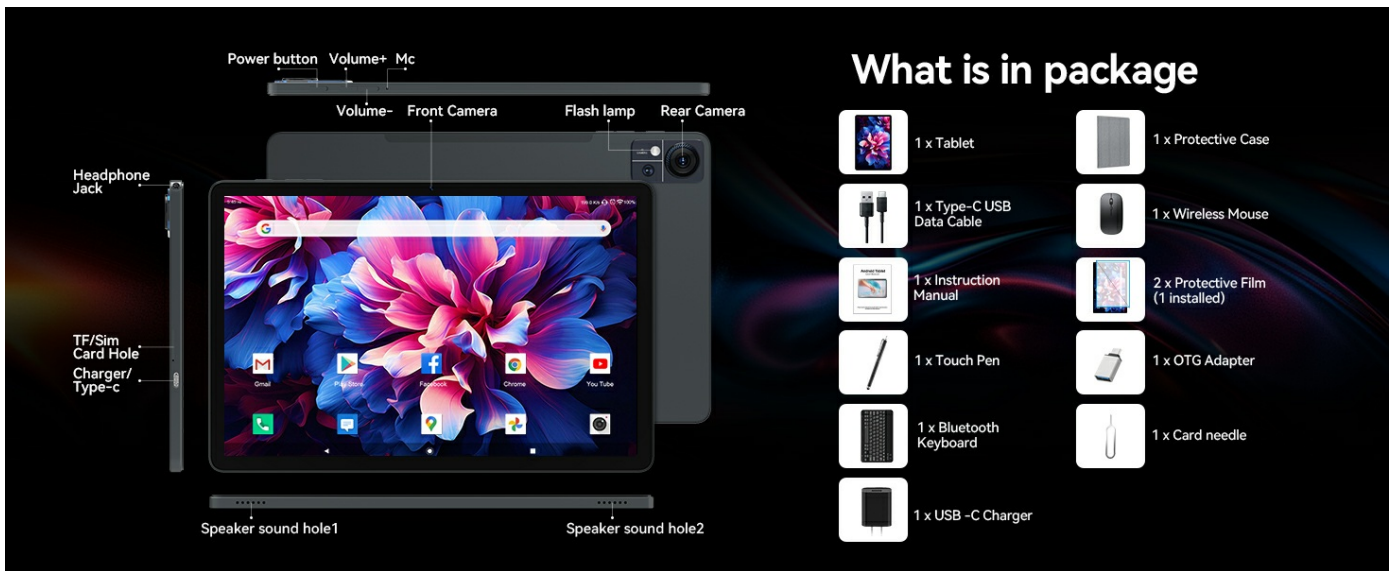 Power button Volume+ Mc
Volume- Front Camera Flash lamp Rear Camera
Headphone
Jack
TF/Sim
Card Hole
Charger/
Type-c
100%
Gmail Play Store Facebook Chrome You Tube
Speaker sound hole1 Speaker sound hole2
What is in package
1 x Tablet
1 x Protective Case
1 x Type-C USB
Data Cable
1 x Wireless Mouse
1 x Instruction
Manual
2 x Protective Film
(1 installed)
1 x Touch Pen
1 x OTG Adapter
1 x Bluetooth
Keyboard
1 x Card needle
1 x USB -C Charger